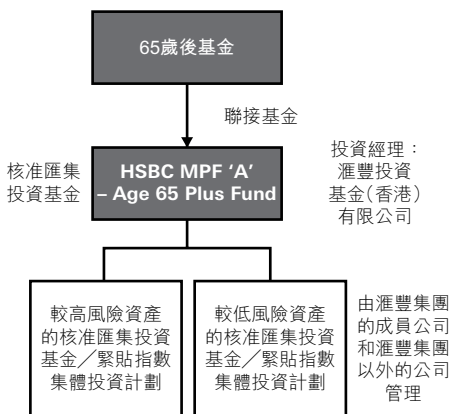 65歲後基金
聯接基金
核准匯集
投資基金
HSBC MPF ‘A’
– Age 65 Plus Fund
投資經理：
滙豐投資
基金（香港）
有限公司
較高風險資產
的核准匯集投資
基金╱緊貼指數
集體投資計劃
較低風險資產
的核准匯集投資
基金╱緊貼指數
集體投資計劃
由滙豐集團
的成員公司
和滙豐集團
以外的公司
管理